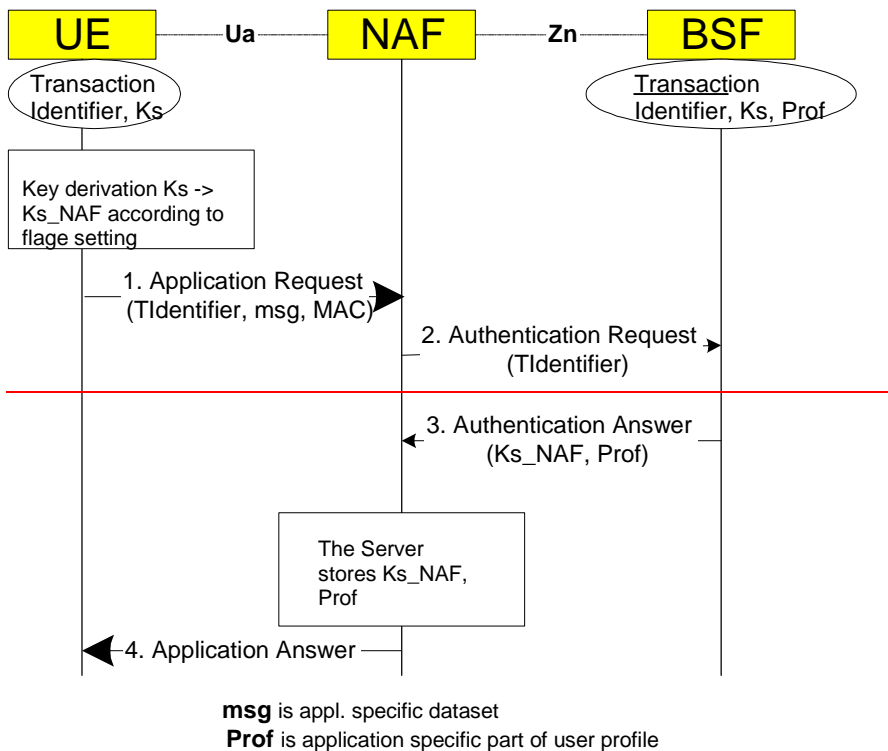 UE
Ua
NAF
Zn
BSF
Transaction
Identifier, Ks
Transaction
Identifier, Ks, Prof
Key derivation Ks ->
Ks_NAF according to
flage setting
1. Application Request
(TIdentifier, msg, MAC)
2. Authentication Request
(TIdentifier)
3. Authentication Answer
(Ks_NAF, Prof)
The Server
stores Ks_NAF,
Prof
4. Application Answer
msg is appl. specific dataset
Prof is application specific part of user profile